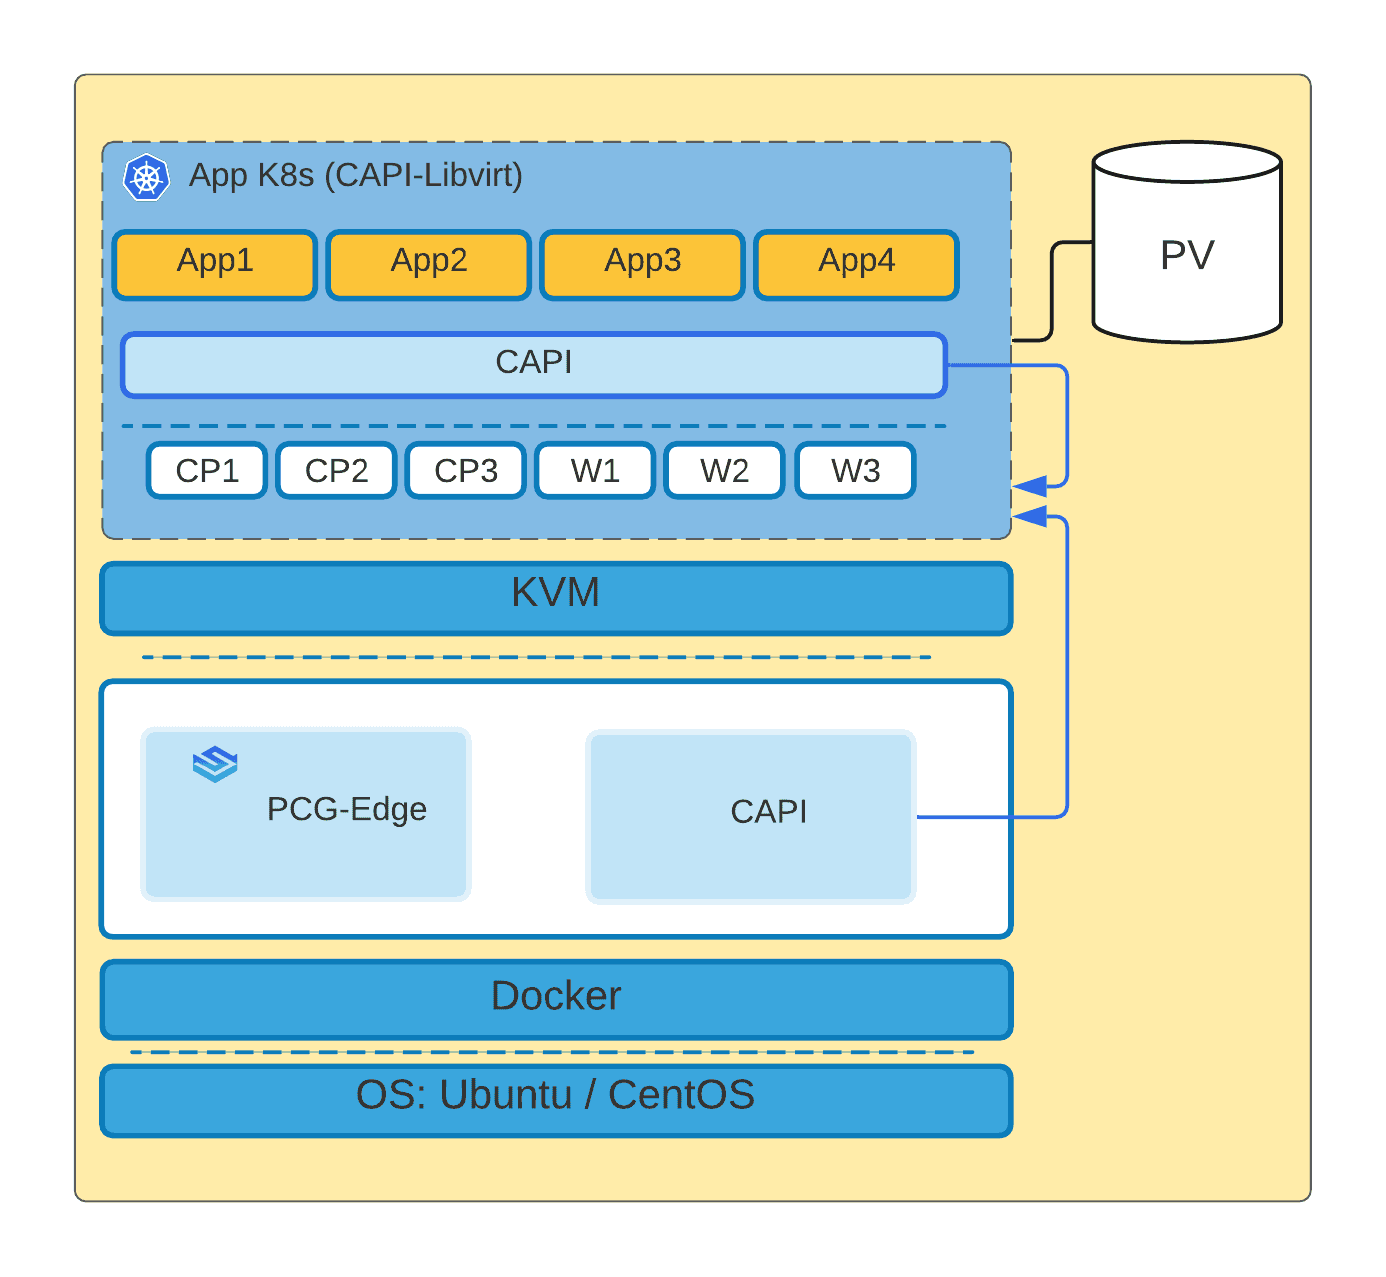 App K8s (CAPI-Libvirt)
App1 App2 App3 App4
PV
CAPI
CP1 CP2 CP3 W1 W2 W3
KVM
PCG-Edge
CAPI
Docker
OS: Ubuntu / CentOS